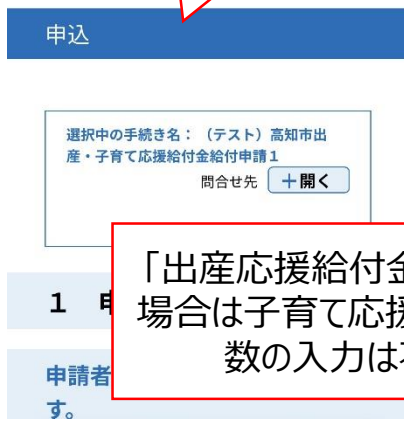 申込
選択中の手続き名：（テスト）高知市出
産・子育て応援給付金給付申請１
問合せ先 ＋開く
「出産応援給付金
１ 申
場合は子育て応援
数の入力は
申請者
す。